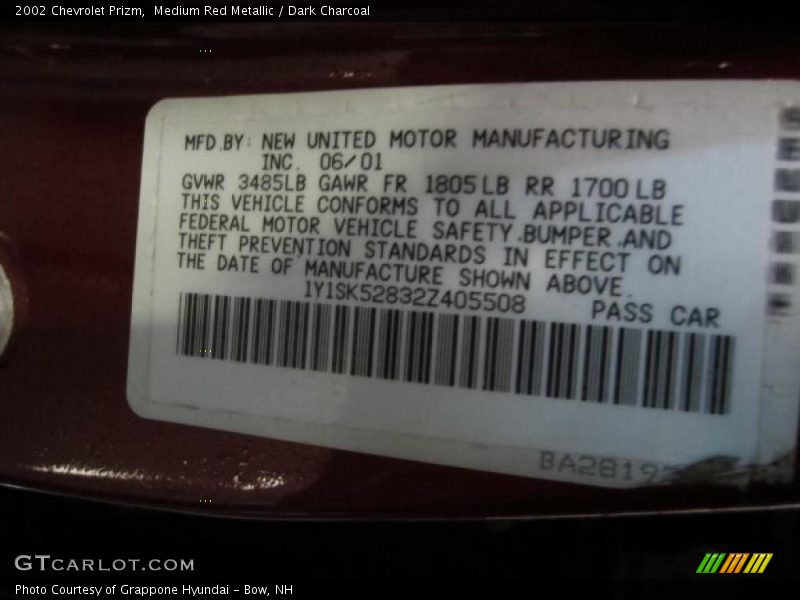 2002 Chevrolet Prizm,  Medium Red Metallic / Dark Charcoal
MFD.BY: NEW UNITED MOTOR MANUFACTURING
INC. 06/01
GVWR 3485LB GAWR FR 1805LB RR 1700LB
THIS VEHICLE CONFORMS TO ALL APPLICABLE
FEDERAL MOTOR VEHICLE SAFETY,BUMPER,AND
THEFT PREVENTION STANDARDS IN EFFECT ON
THE DATE OF MANUFACTURE SHOWN ABOVE.
1Y1SK52832Z405508 PASS CAR
GTCARLOT.COM
Photo Courtesy of Grappone Hyundai - Bow, NH